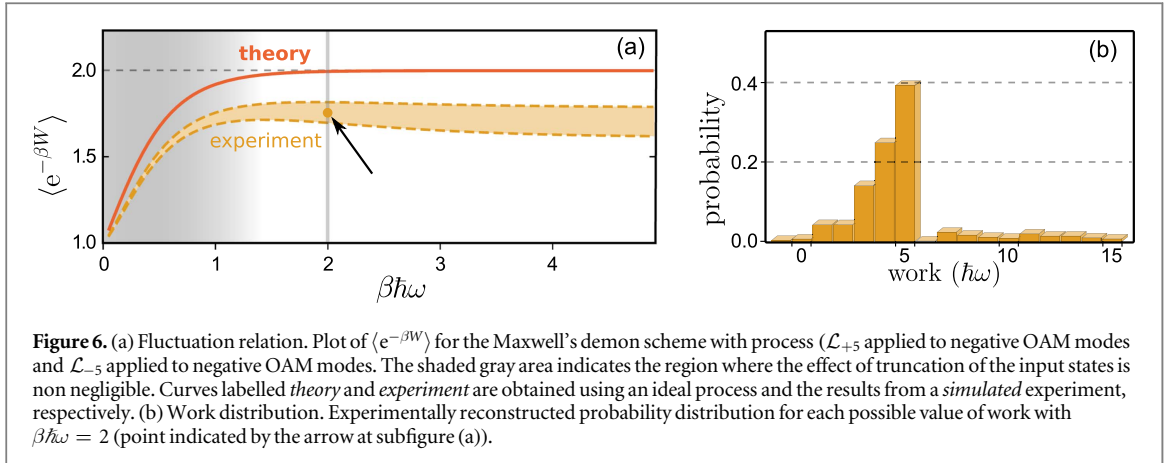 (a)
theory
2.0
experiment
1.5
1.0
⟨e^{−βW}⟩
0 1 2 3 4
βħω
(b)
0.4
0.2
0.0
probability
0 5 10 15
work (ħω)
Figure 6. (a) Fluctuation relation. Plot of ⟨e^{−βW}⟩ for the Maxwell's demon scheme with process (𝓛₊₅ applied to negative OAM modes
and 𝓛₋₅ applied to negative OAM modes. The shaded gray area indicates the region where the effect of truncation of the input states is
non negligible. Curves labelled theory and experiment are obtained using an ideal process and the results from a simulated experiment,
respectively. (b) Work distribution. Experimentally reconstructed probability distribution for each possible value of work with
βħω = 2 (point indicated by the arrow at subfigure (a)).